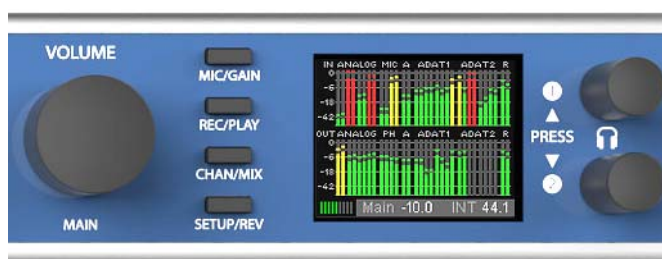 VOLUME
MAIN
MIC/GAIN
REC/PLAY
CHAN/MIX
SETUP/REV
IN ANALOG MIC A ADAT1 ADAT2 R
0
-6
-18
-42
OUT ANALOG PH A ADAT1 ADAT2 R
0
-6
-18
-42
Main -10.0 INT 44.1
1
PRESS
2